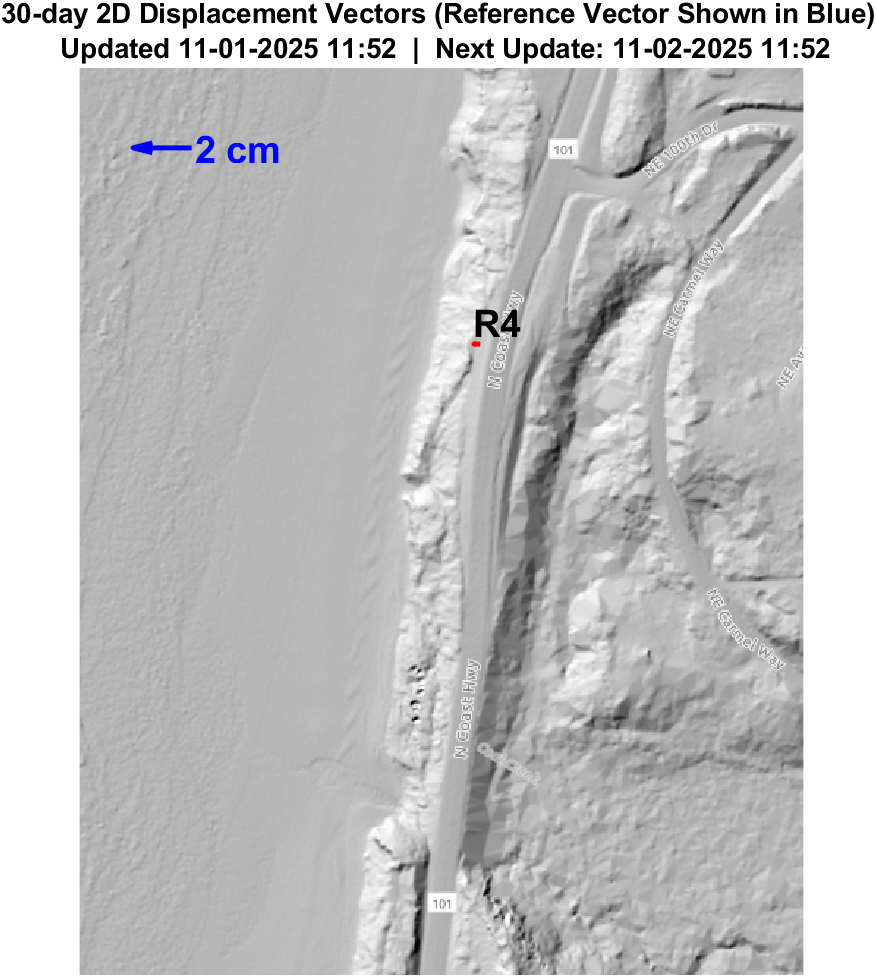 30-day 2D Displacement Vectors (Reference Vector Shown in Blue)
Updated 11-01-2025 11:52 | Next Update: 11-02-2025 11:52
2 cm
101
NE 100th Dr
NE Carmel Way
R4
N Coast Hwy
NE
NE Carmel Way
N Coast Hwy
101